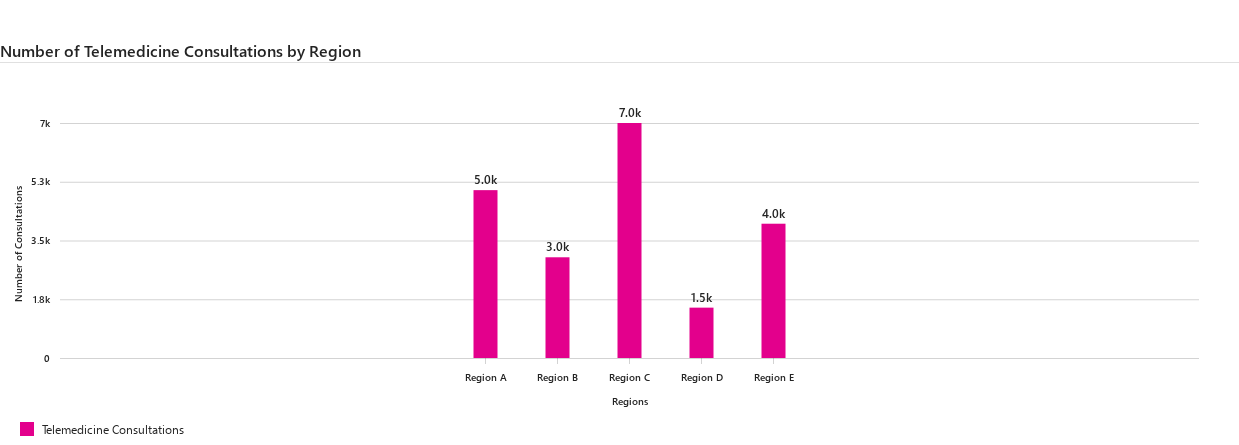 Number of Telemedicine Consultations by Region
7k
5.3k
3.5k
1.8k
0
Number of Consultations
5.0k
3.0k
7.0k
1.5k
4.0k
Region A
Region B
Region C
Region D
Region E
Regions
Telemedicine Consultations